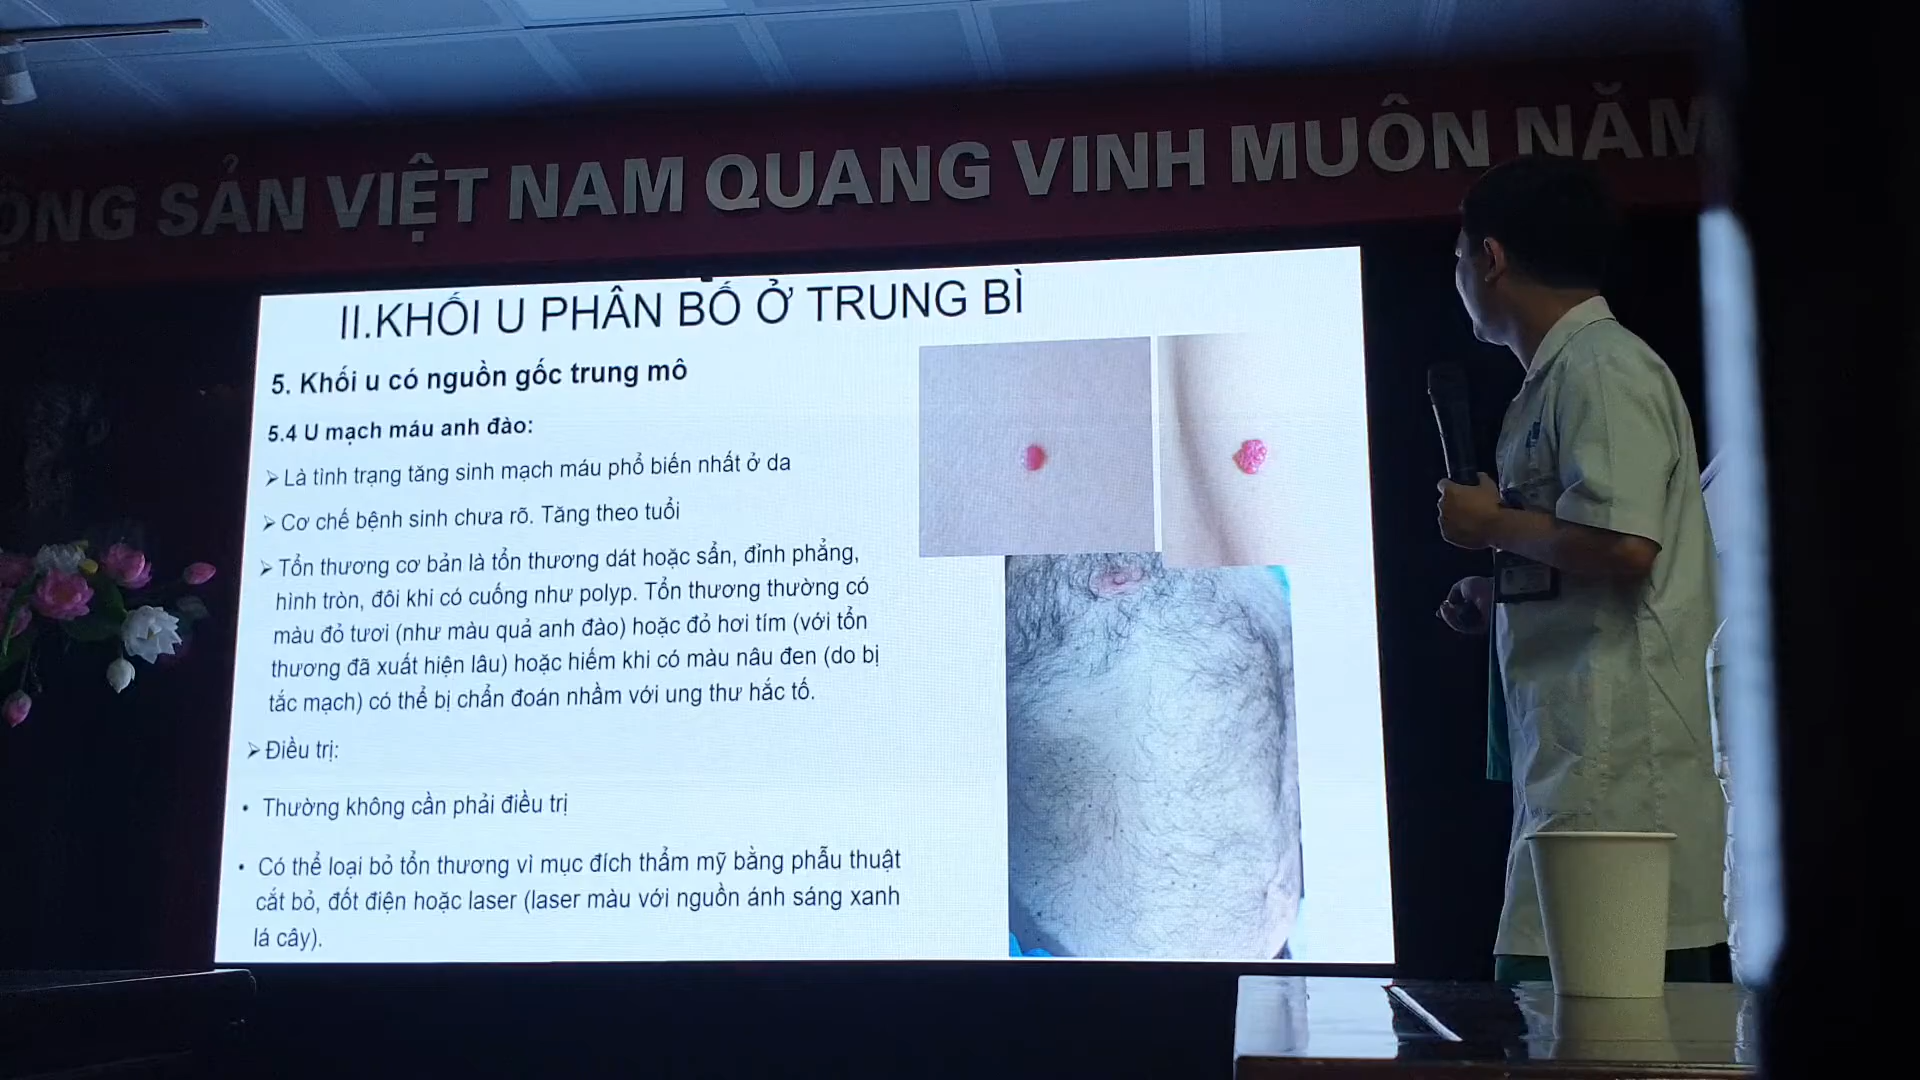 ỘNG SẢN VIỆT NAM QUANG VINH MUÔN NĂM
II.KHỐI U PHÂN BỐ Ở TRUNG BÌ
5. Khối u có nguồn gốc trung mô
5.4 U mạch máu anh đào:
➢ Là tình trạng tăng sinh mạch máu phổ biến nhất ở da
➢ Cơ chế bệnh sinh chưa rõ. Tăng theo tuổi
➢ Tổn thương cơ bản là tổn thương dát hoặc sẩn, đỉnh phẳng,
hình tròn, đôi khi có cuống như polyp. Tổn thương thường có
màu đỏ tươi (như màu quả anh đào) hoặc đỏ hơi tím (với tổn
thương đã xuất hiện lâu) hoặc hiếm khi có màu nâu đen (do bị
tắc mạch) có thể bị chẩn đoán nhầm với ung thư hắc tố.
➢ Điều trị:
• Thường không cần phải điều trị
• Có thể loại bỏ tổn thương vì mục đích thẩm mỹ bằng phẫu thuật
cắt bỏ, đốt điện hoặc laser (laser màu với nguồn ánh sáng xanh
lá cây).